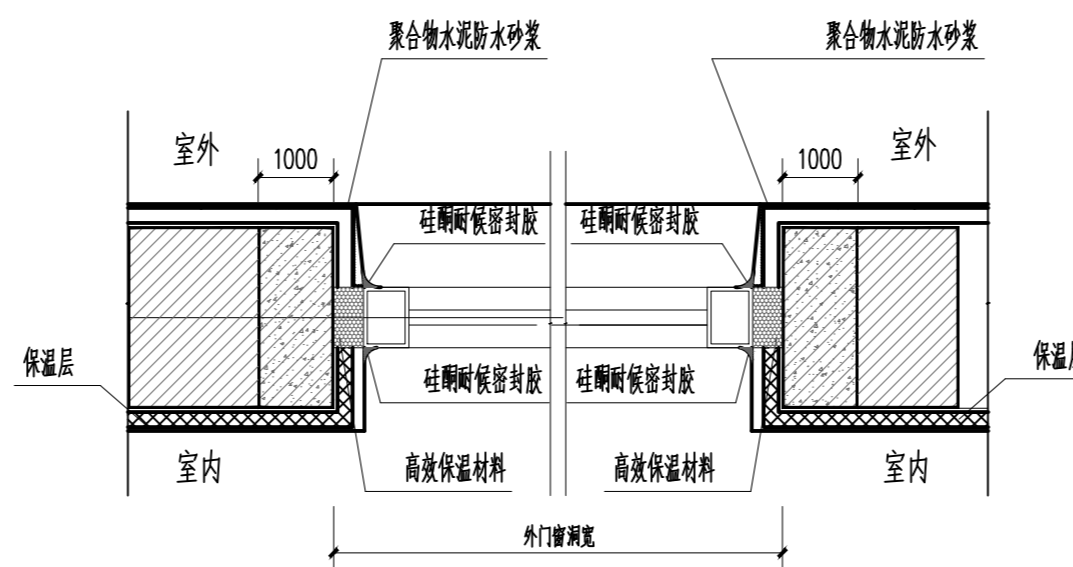 聚合物水泥防水砂浆 聚合物水泥防水砂浆
室外 1000 1000 室外
硅酮耐候密封胶 硅酮耐候密封胶
保温层 硅酮耐候密封胶 硅酮耐候密封胶 保温
室内 高效保温材料 高效保温材料 室内
外门窗洞宽